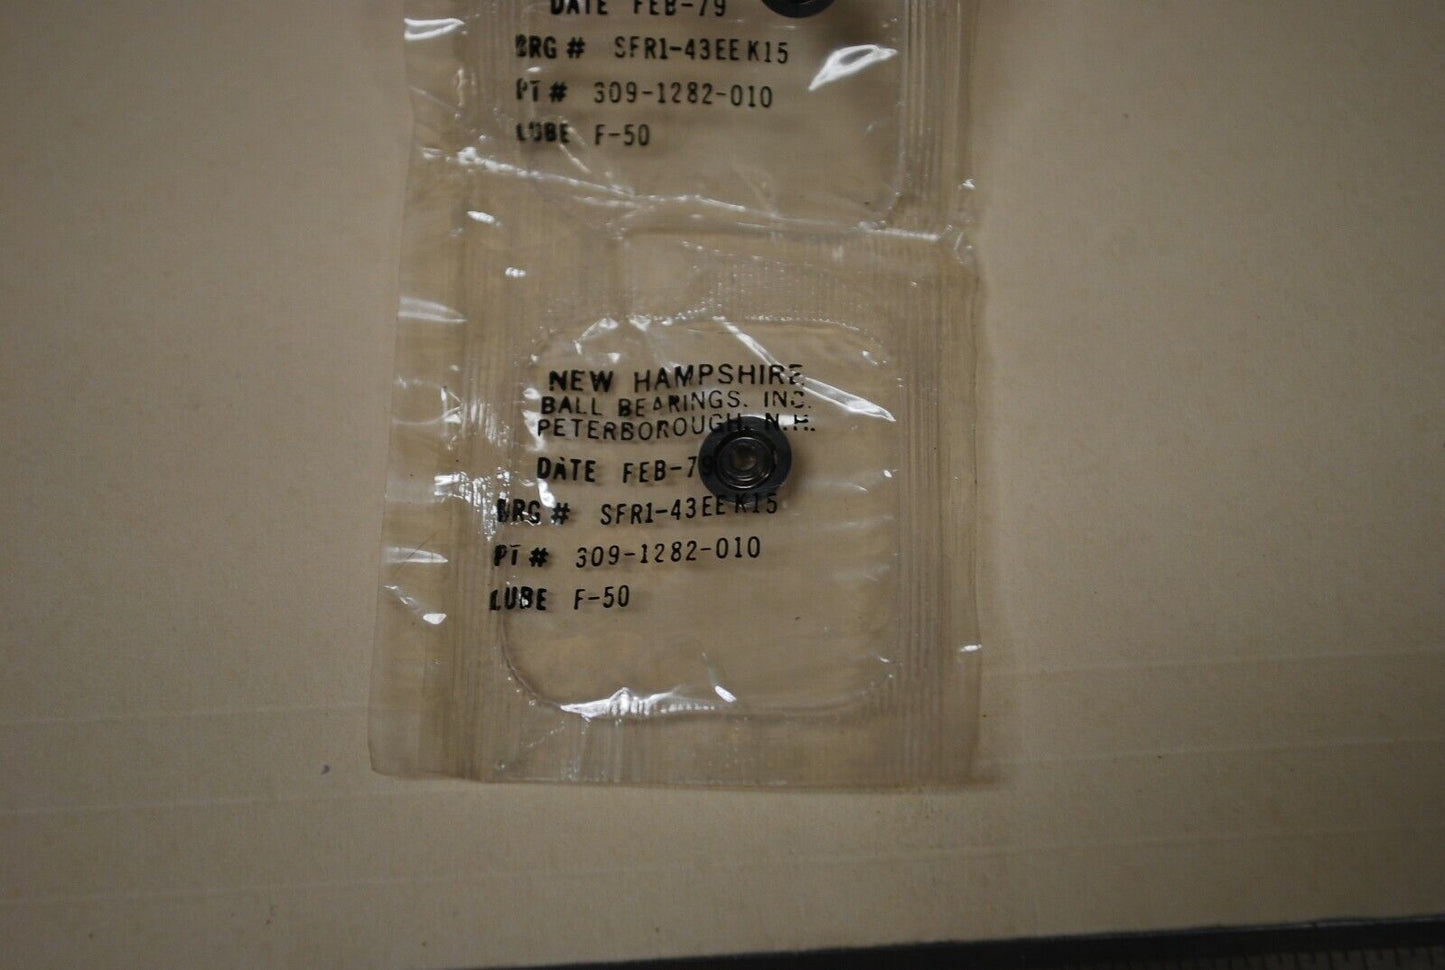 DATE FEB-79
BRG # SFR1-43EE K15
PT # 309-1282-010
LUBE F-50
NEW HAMPSHIRE
BALL BEARINGS, INC.
PETERBOROUGH, N.H.
DATE FEB-79
BRG # SFR1-43EE K15
PT # 309-1282-010
LUBE F-50